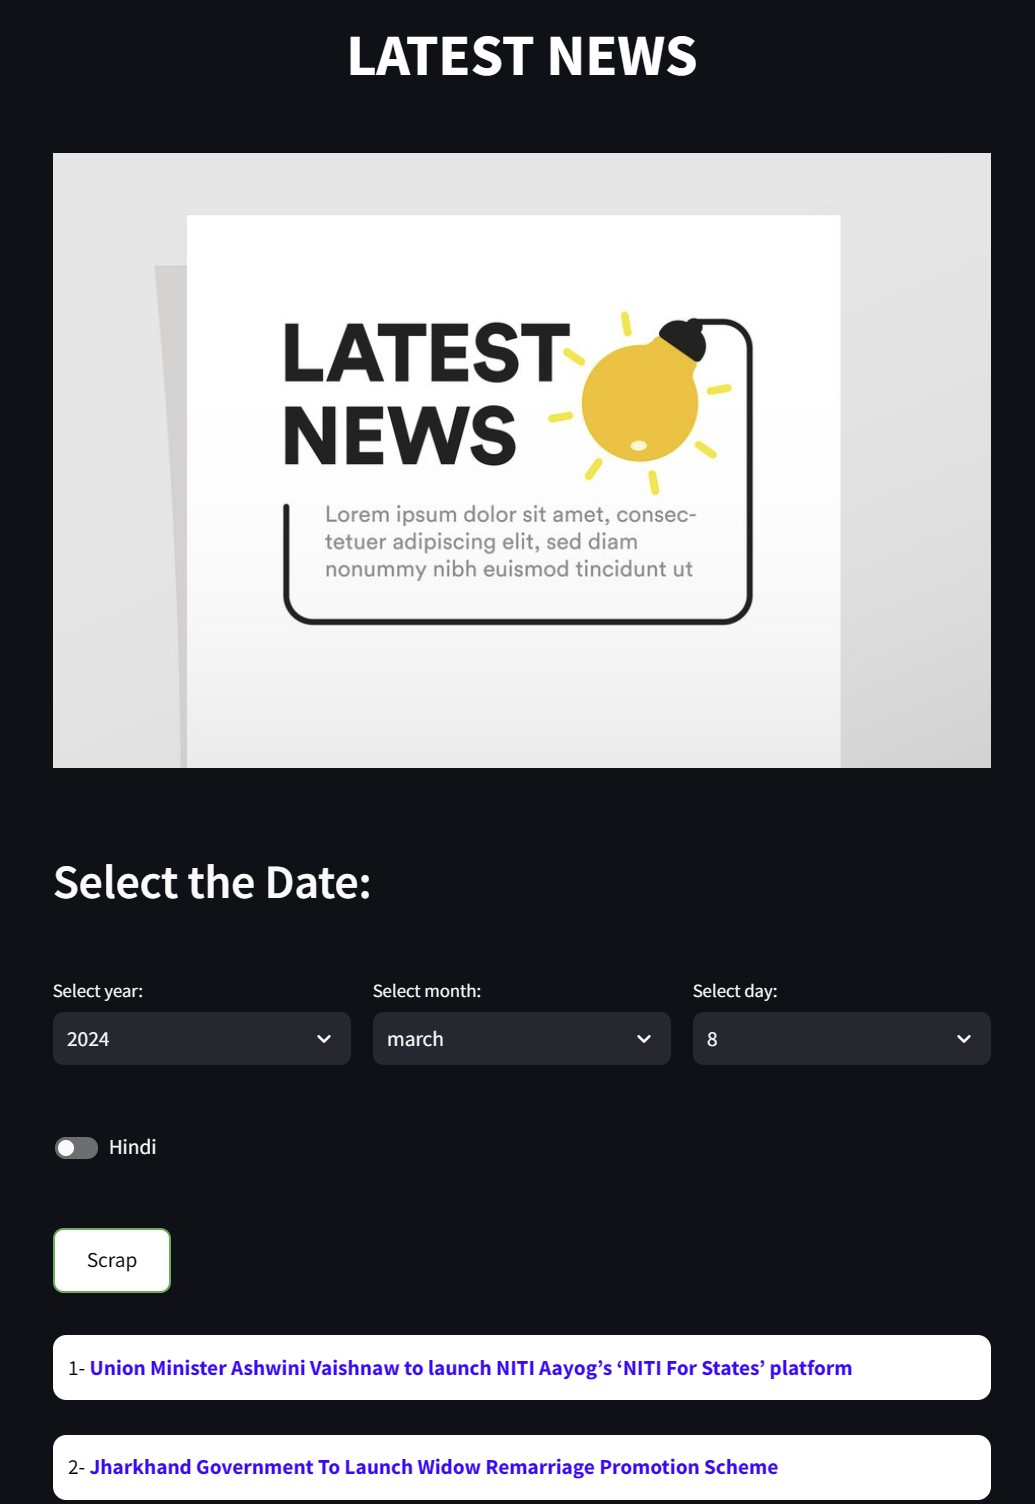 LATEST NEWS
LATEST
NEWS
Lorem ipsum dolor sit amet, consec-
tetuer adipiscing elit, sed diam
nonummy nibh euismod tincidunt ut
Select the Date:
Select year:
Select month:
Select day:
2024
march
8
Hindi
Scrap
1- Union Minister Ashwini Vaishnaw to launch NITI Aayog’s ‘NITI For States’ platform
2- Jharkhand Government To Launch Widow Remarriage Promotion Scheme